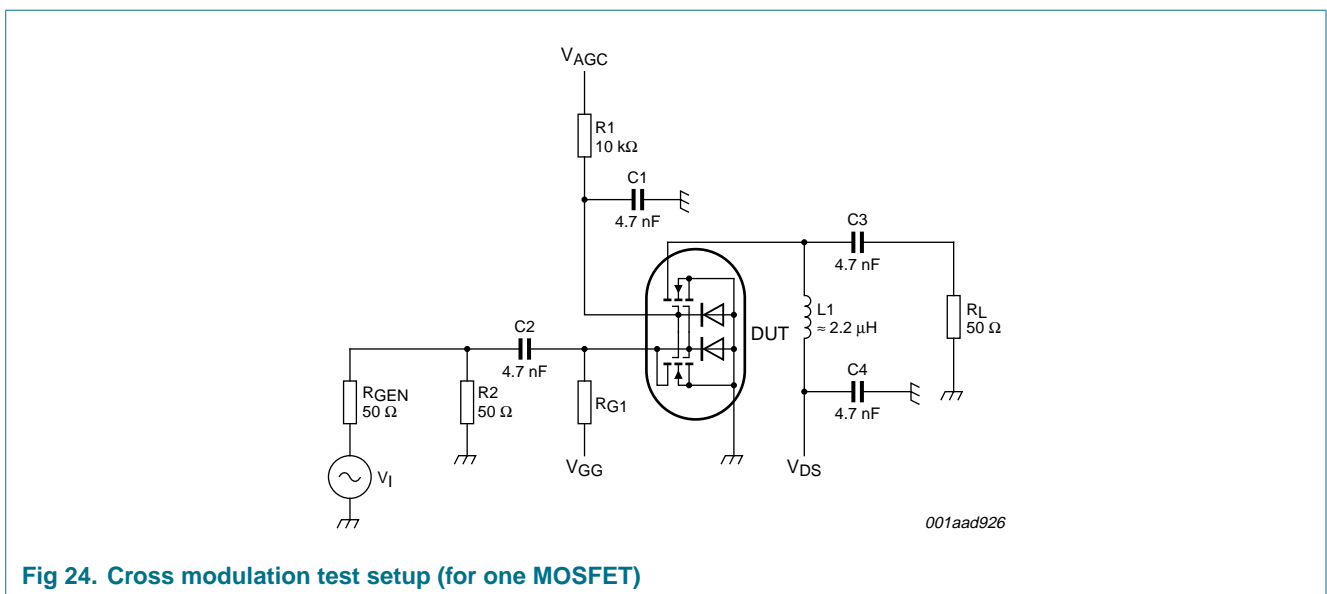 VAGC
R1
10 kΩ
C1
4.7 nF
C3
4.7 nF
L1
≈ 2.2 μH
RL
50 Ω
DUT
C2
4.7 nF
C4
4.7 nF
RGEN
50 Ω
R2
50 Ω
RG1
VI
VGG
VDS
001aad926
Fig 24. Cross modulation test setup (for one MOSFET)